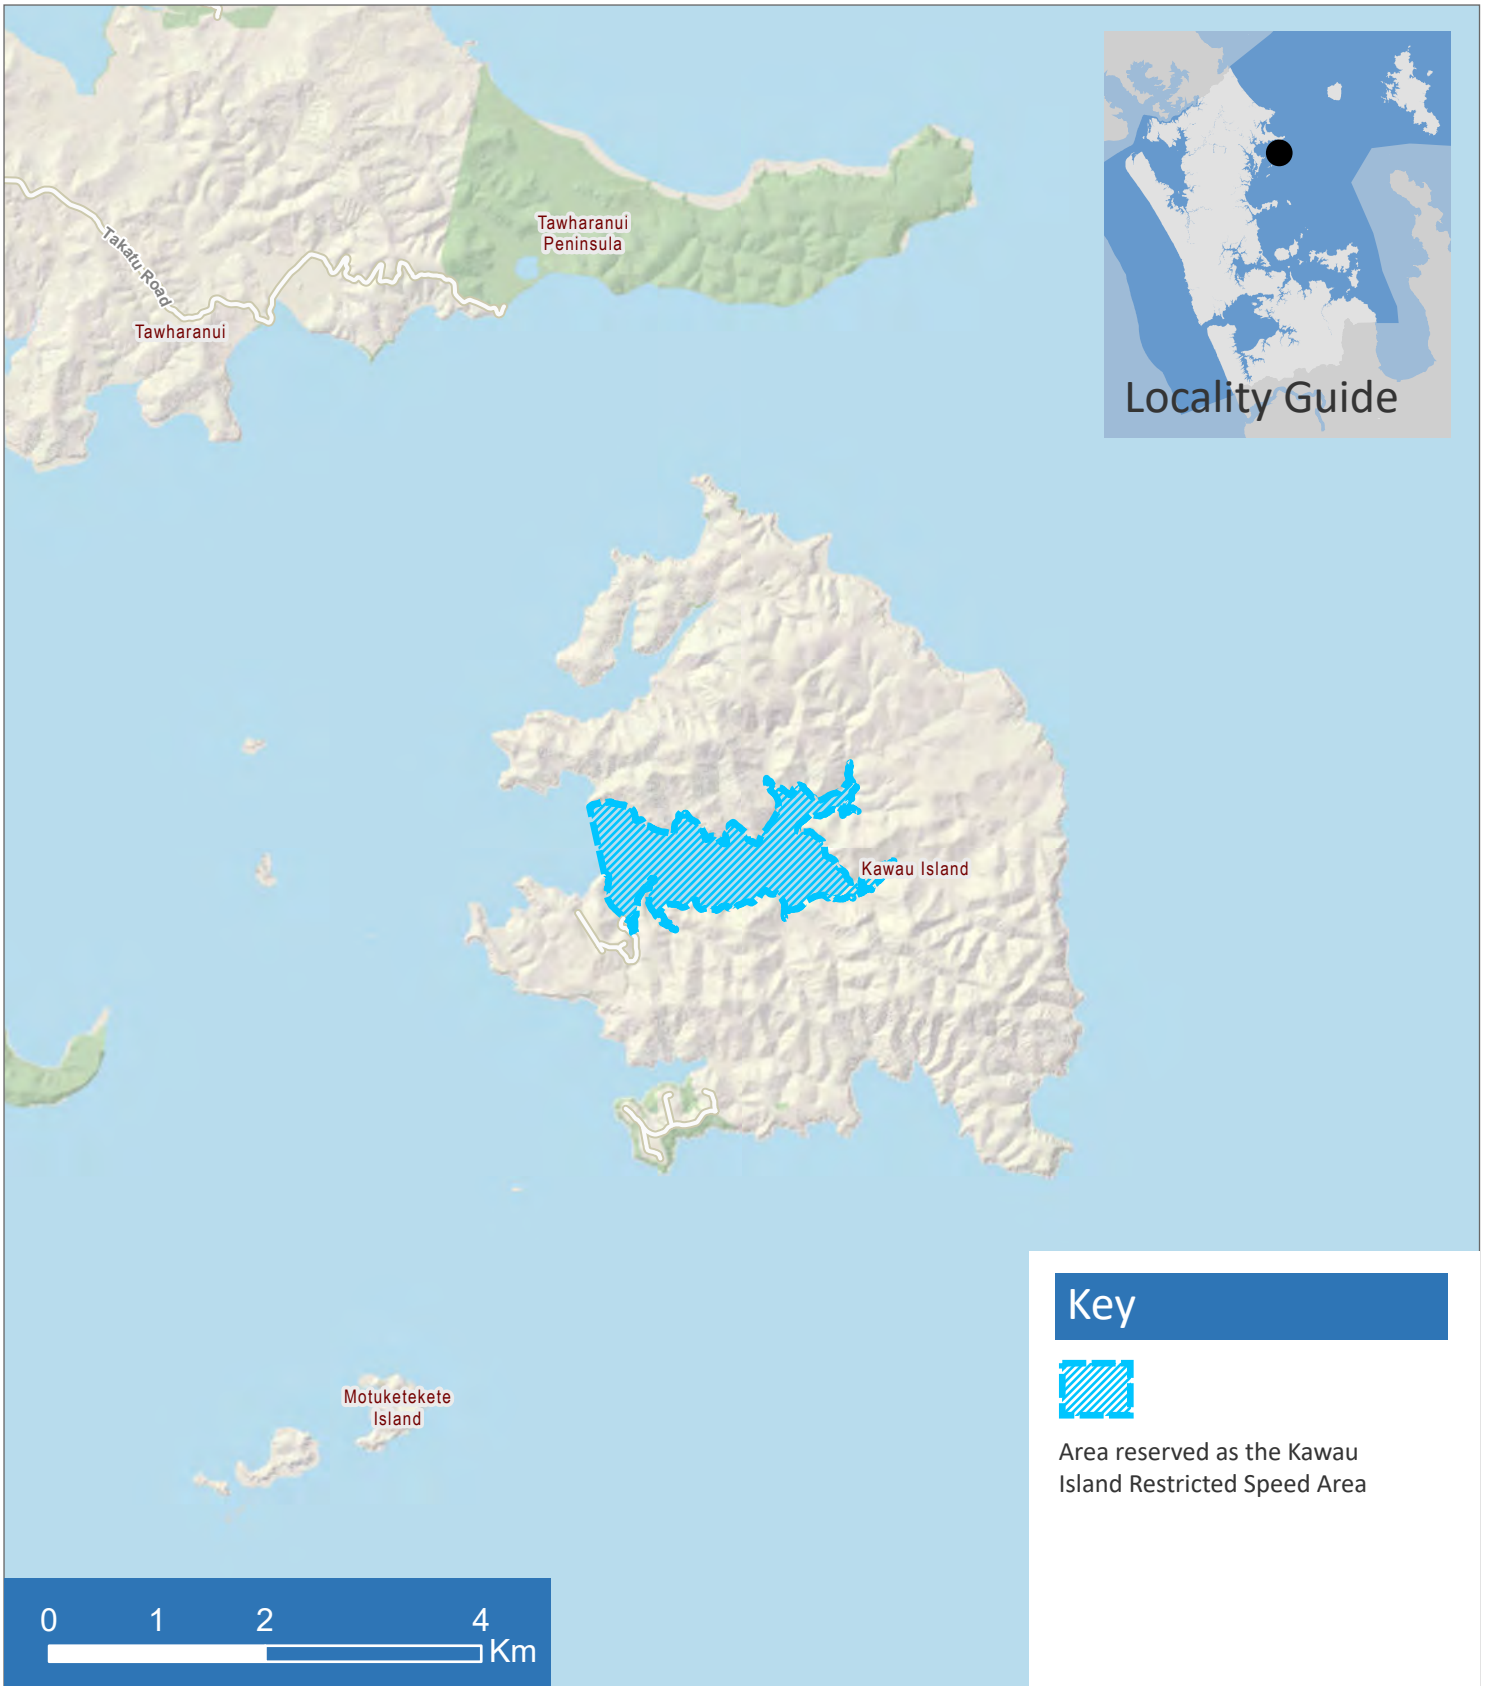 Tawharanui
Peninsula
Takatu Road
Tawharanui
Locality Guide
Kawau Island
Key
Area reserved as the Kawau
Island Restricted Speed Area
Motuketekete
Island
0 1 2 4
Km